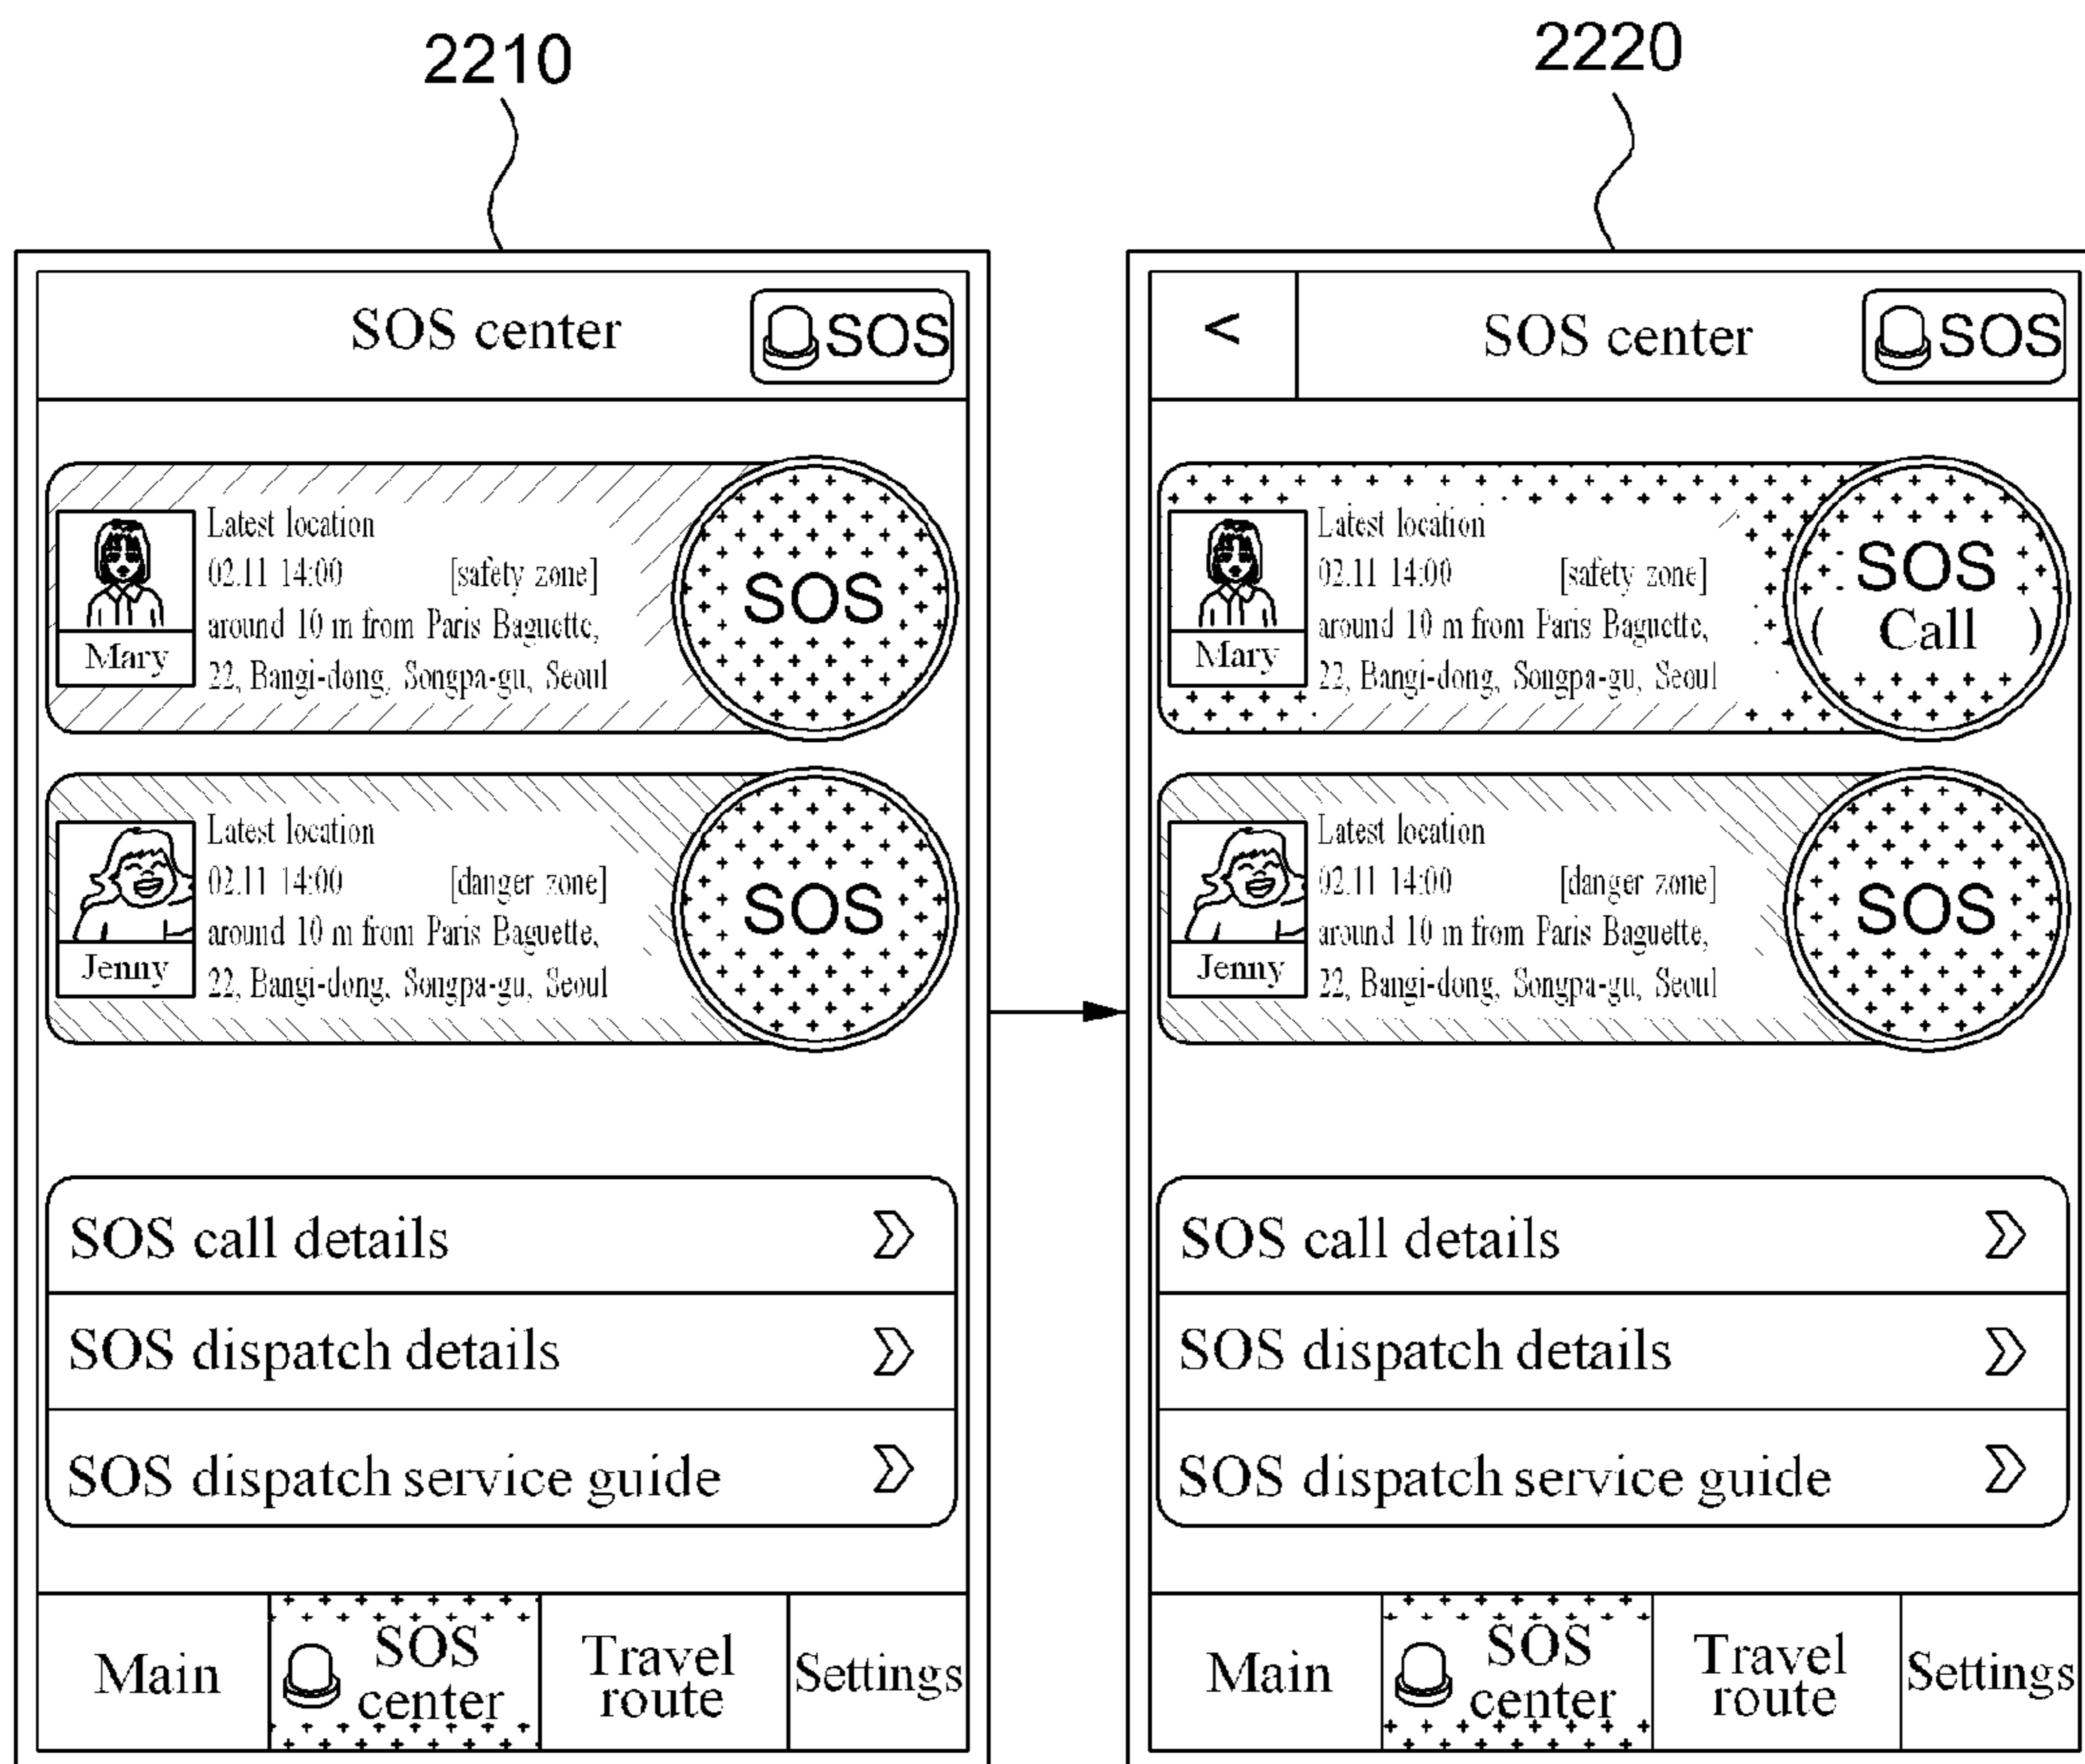 2210
SOS center
SOS
Latest location
02.11 14:00 [safety zone]
around 10 m from Paris Baguette,
22, Bangi-dong, Songpa-gu, Seoul
Mary
SOS
Latest location
02.11 14:00 [danger zone]
around 10 m from Paris Baguette,
22, Bangi-dong, Songpa-gu, Seoul
Jenny
SOS
SOS call details
SOS dispatch details
SOS dispatch service guide
Main
SOS
center
Travel
route
Settings
2220
<
SOS center
SOS
Latest location
02.11 14:00 [safety zone]
around 10 m from Paris Baguette,
22, Bangi-dong, Songpa-gu, Seoul
Mary
SOS
( Call )
Latest location
02.11 14:00 [danger zone]
around 10 m from Paris Baguette,
22, Bangi-dong, Songpa-gu, Seoul
Jenny
SOS
SOS call details
SOS dispatch details
SOS dispatch service guide
Main
SOS
center
Travel
route
Settings